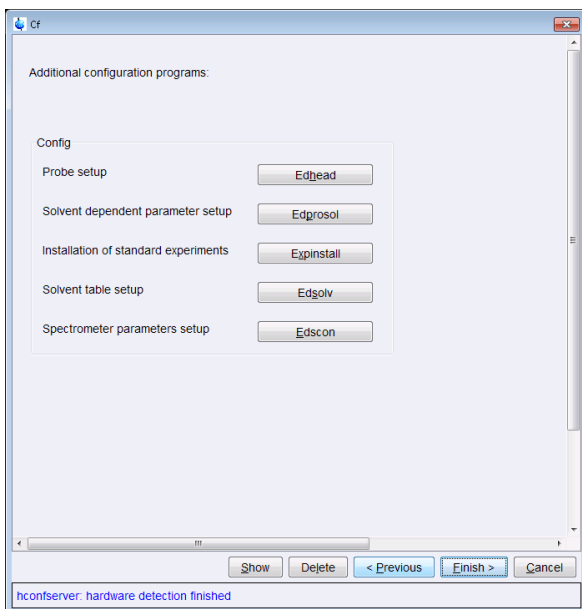 Cf
Additional configuration programs:
Config
Probe setup
Edhead
Solvent dependent parameter setup
Edprosol
Installation of standard experiments
Expinstall
Solvent table setup
Edsolv
Spectrometer parameters setup
Edscon
Show Delete < Previous Finish > Cancel
hconfserver: hardware detection finished